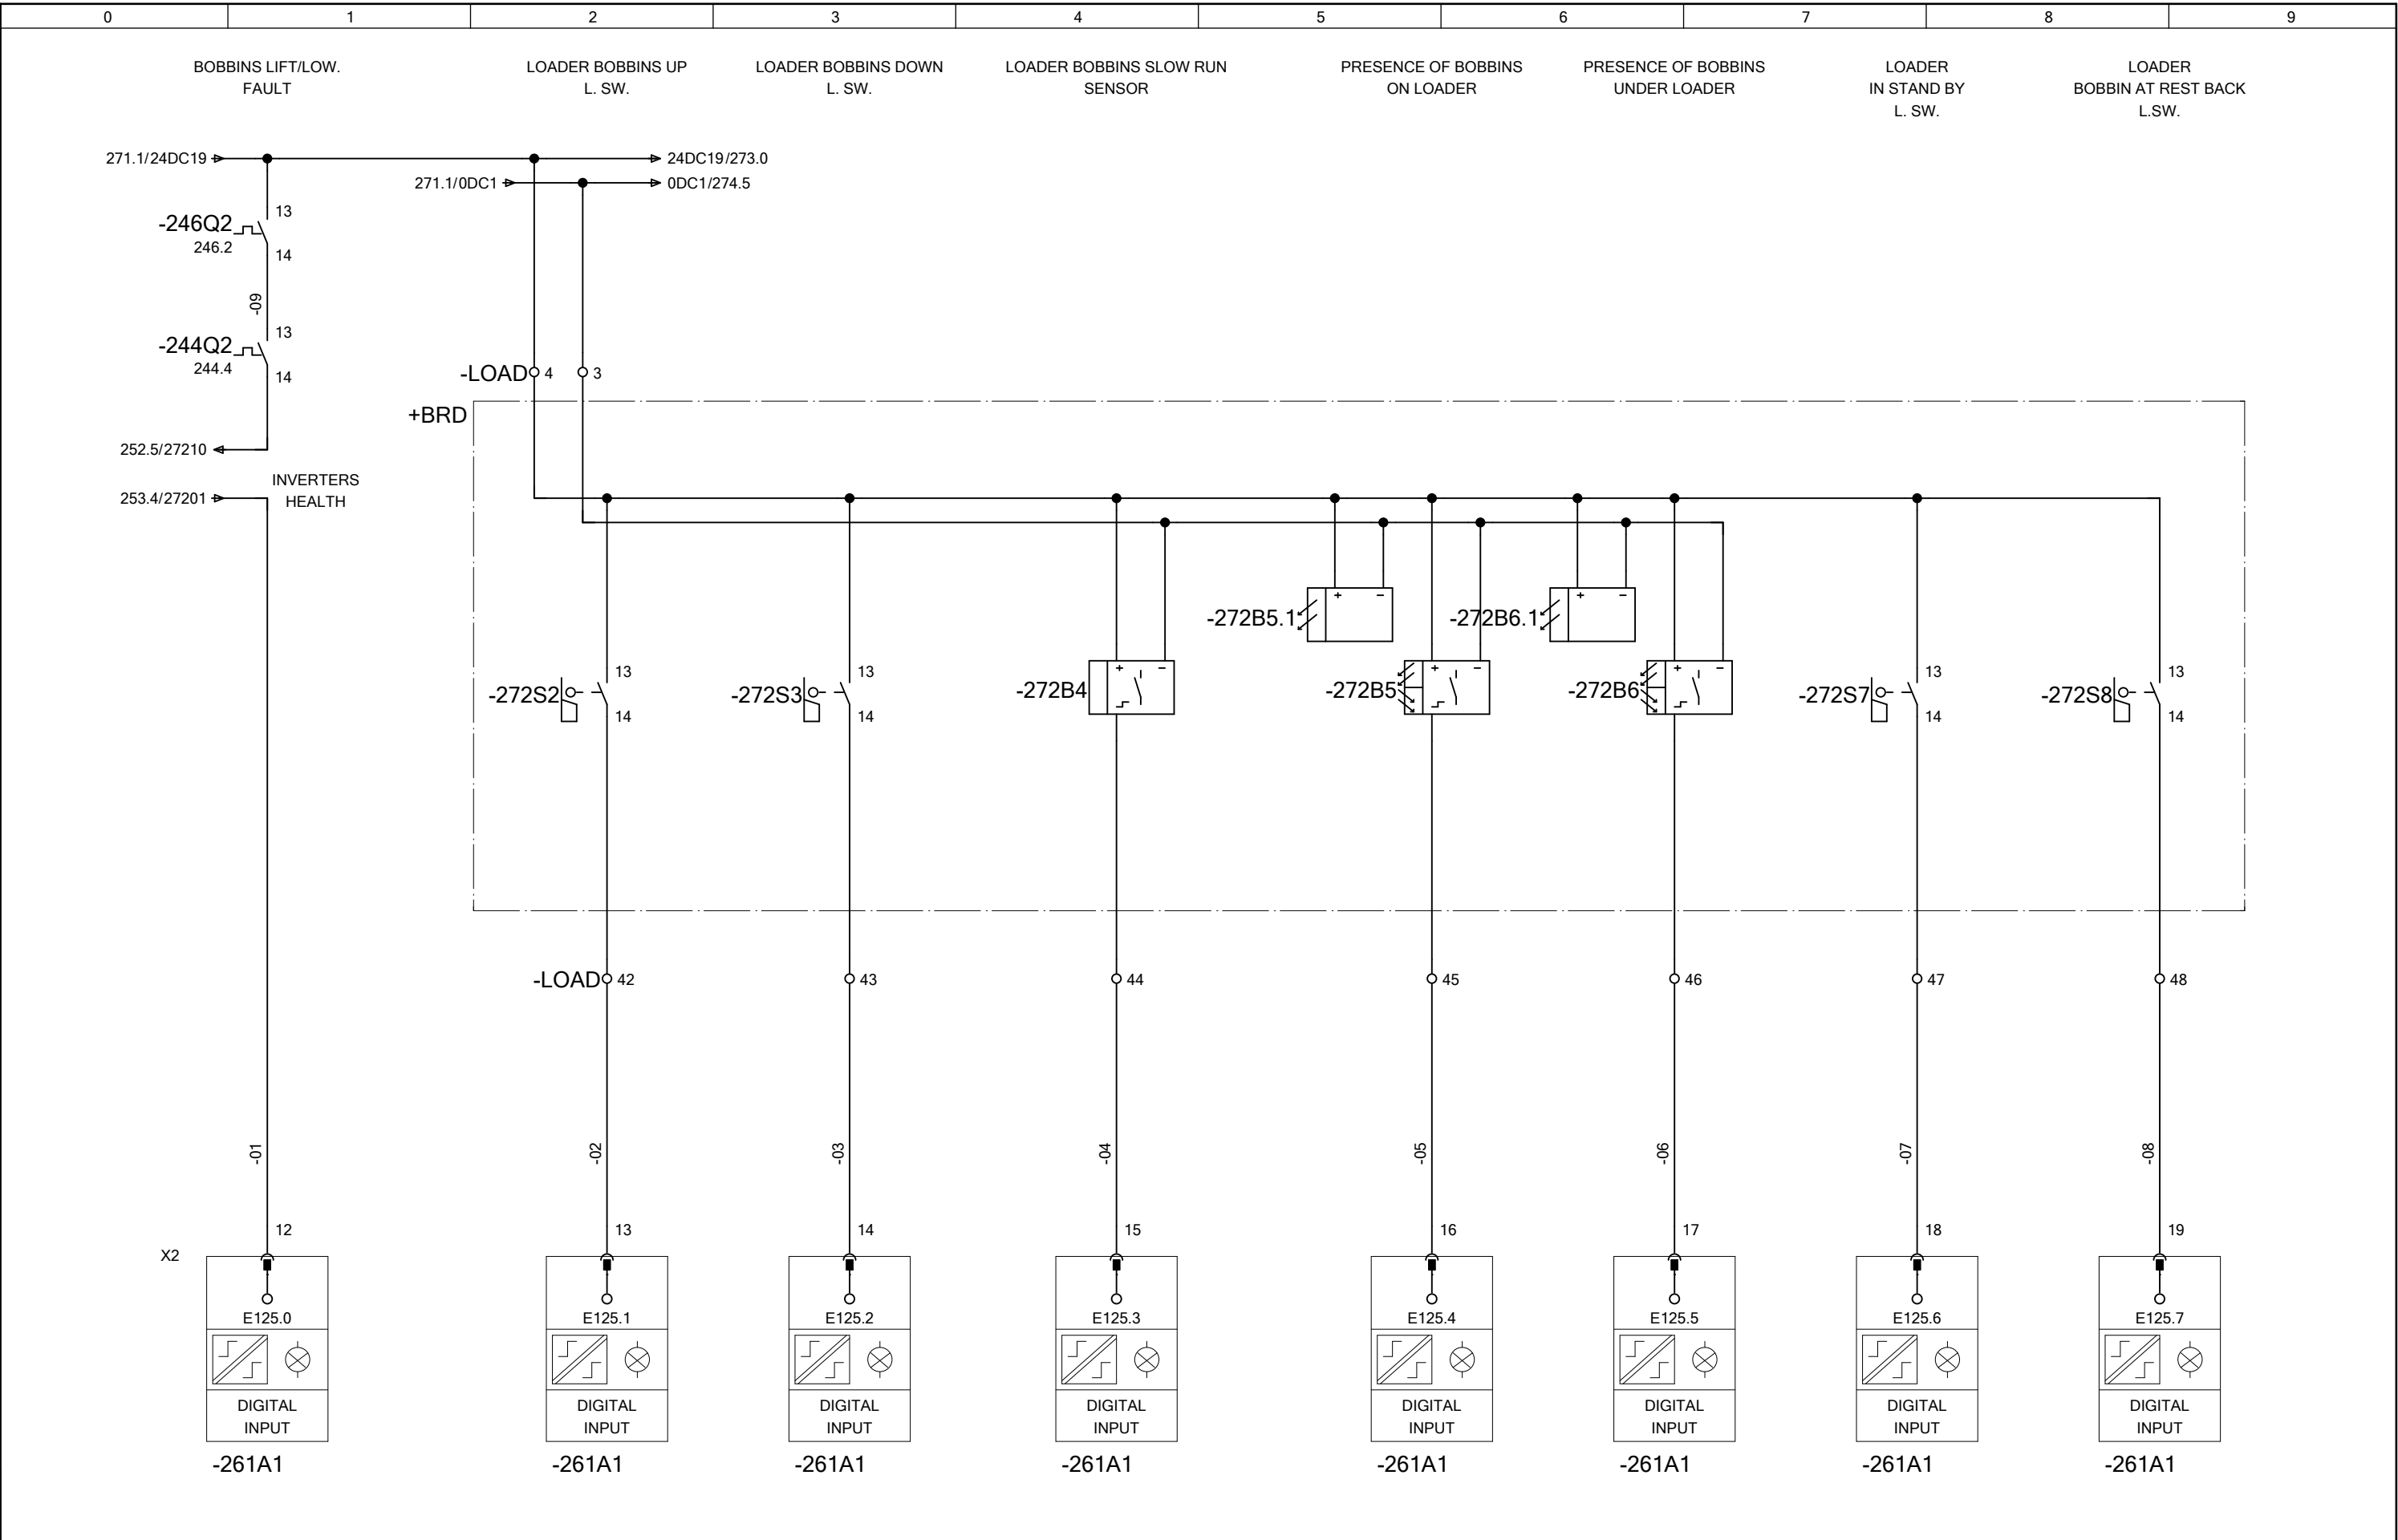 0 1 2 3 4 5 6 7 8 9
BOBBINS LIFT/LOW.
FAULT
LOADER BOBBINS UP
L. SW.
LOADER BOBBINS DOWN
L. SW.
LOADER BOBBINS SLOW RUN
SENSOR
PRESENCE OF BOBBINS
ON LOADER
PRESENCE OF BOBBINS
UNDER LOADER
LOADER
IN STAND BY
L. SW.
LOADER
BOBBIN AT REST BACK
L.SW.
271.1/24DC19
24DC19/273.0
271.1/0DC1
0DC1/274.5
13
-246Q2
246.2
14
-09
13
-244Q2
244.4
14
-LOAD 4 3
+BRD
252.5/27210
INVERTERS
HEALTH
253.4/27201
+ - + -
-272B5.1 -272B6.1
13 13 + - + - + - 13 13
-272S2 -272S3 -272B4 -272B5 -272B6 -272S7 -272S8
14 14 14 14
-LOAD 42 43 44 45 46 47 48
-01 -02 -03 -04 -05 -06 -07 -08
12 13 14 15 16 17 18 19
X2
E125.0 E125.1 E125.2 E125.3 E125.4 E125.5 E125.6 E125.7
DIGITAL DIGITAL DIGITAL DIGITAL DIGITAL DIGITAL DIGITAL DIGITAL
INPUT INPUT INPUT INPUT INPUT INPUT INPUT INPUT
-261A1 -261A1 -261A1 -261A1 -261A1 -261A1 -261A1 -261A1